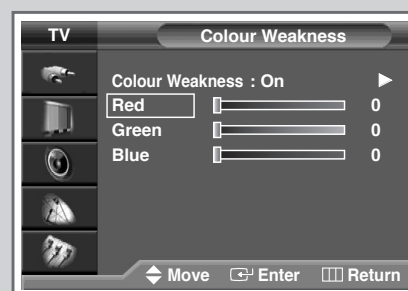 TV Colour Weakness
Colour Weakness : On
Red 0
Green 0
Blue 0
Move Enter Return